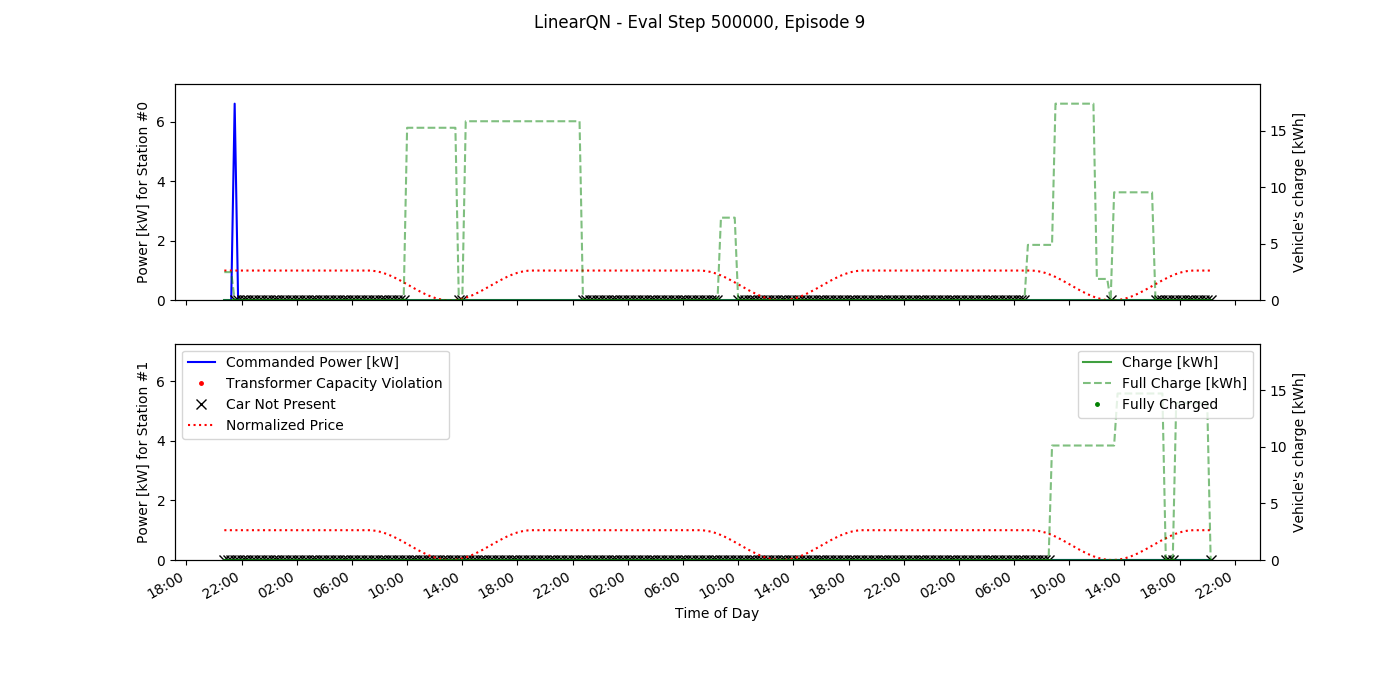 LinearQN - Eval Step 500000, Episode 9
Power [kW] for Station #0
0
2
4
6
0
5
10
15
Vehicle's charge [kWh]
Power [kW] for Station #1
0
2
4
6
Commanded Power [kW]
Transformer Capacity Violation
Car Not Present
Normalized Price
Charge [kWh]
Full Charge [kWh]
Fully Charged
0
5
10
15
Vehicle's charge [kWh]
18:00 22:00 02:00 06:00 10:00 14:00 18:00 22:00 02:00 06:00 10:00 14:00 18:00 22:00 02:00 06:00 10:00 14:00 18:00 22:00
Time of Day